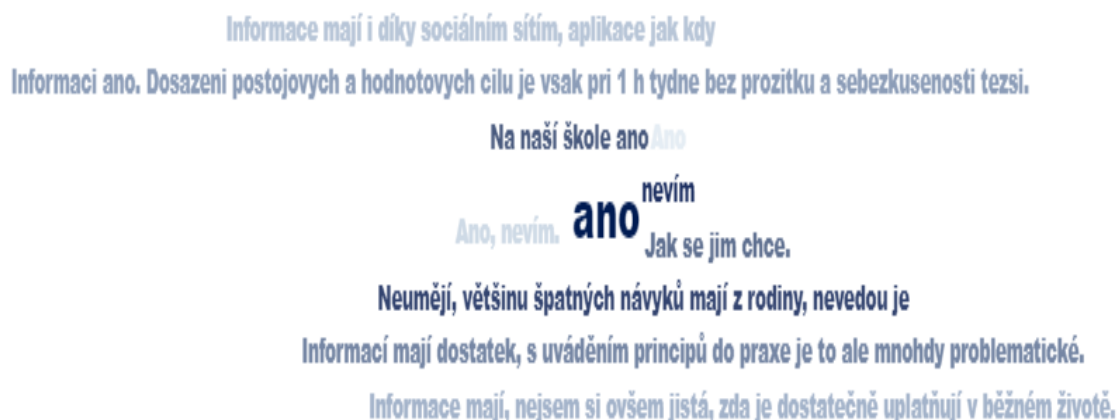 Informace mají i díky sociálním sítím, aplikace jak kdy
Informaci ano. Dosazeni postojovych a hodnotovych cilu je vsak pri 1 h tydne bez prozitku a sebezkusenosti tezsi.
Na naší škole ano Ano
nevím
Ano, nevím. ano
Jak se jim chce.
Neumějí, většinu špatných návyků mají z rodiny, nevedou je
Informací mají dostatek, s uváděním principů do praxe je to ale mnohdy problematické.
Informace mají, nejsem si ovšem jistá, zda je dostatečně uplatňují v běžném životě.